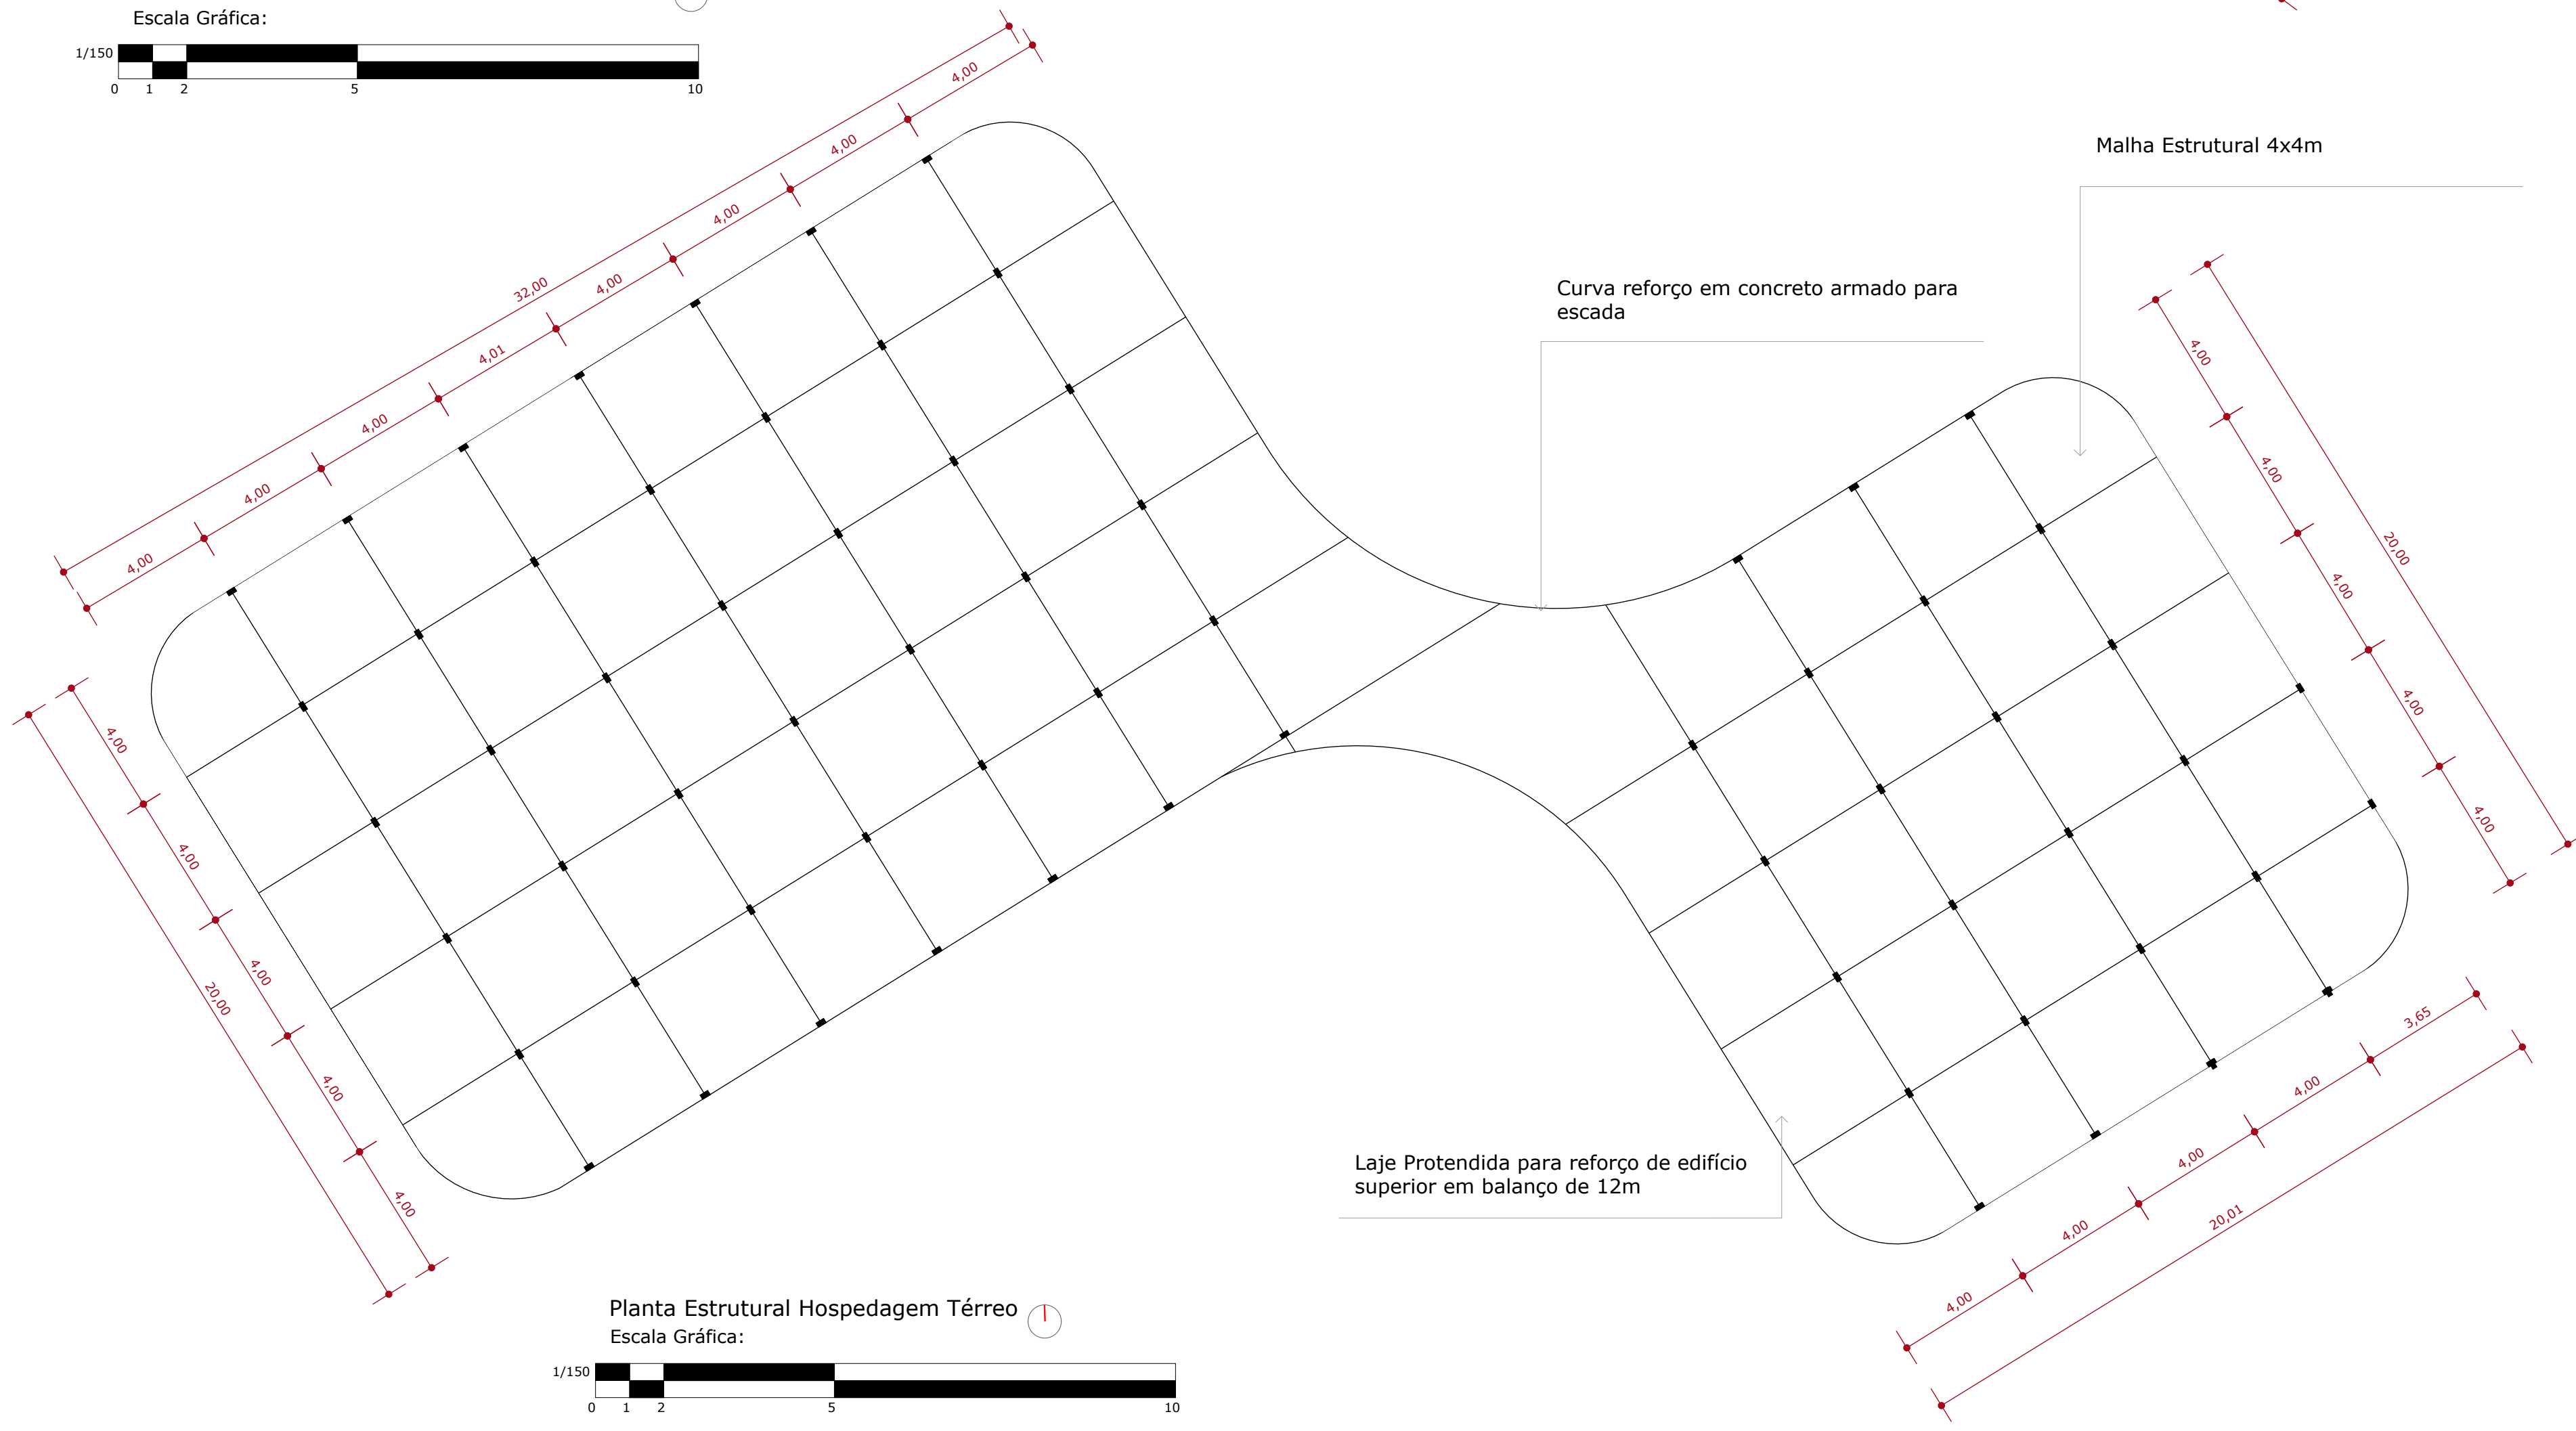 Escala Gráfica:
1/150
0 1 2 5 10
4,00
4,00
4,00
4,00
4,01
4,00
4,00
4,00
32,00
Malha Estrutural 4x4m
Curva reforço em concreto armado para
escada
4,00
4,00
4,00
4,00
4,00
20,00
4,00
4,00
4,00
4,00
4,00
20,00
3,65
4,00
4,00
4,00
4,00
20,01
Laje Protendida para reforço de edifício
superior em balanço de 12m
Planta Estrutural Hospedagem Térreo
Escala Gráfica:
1/150
0 1 2 5 10